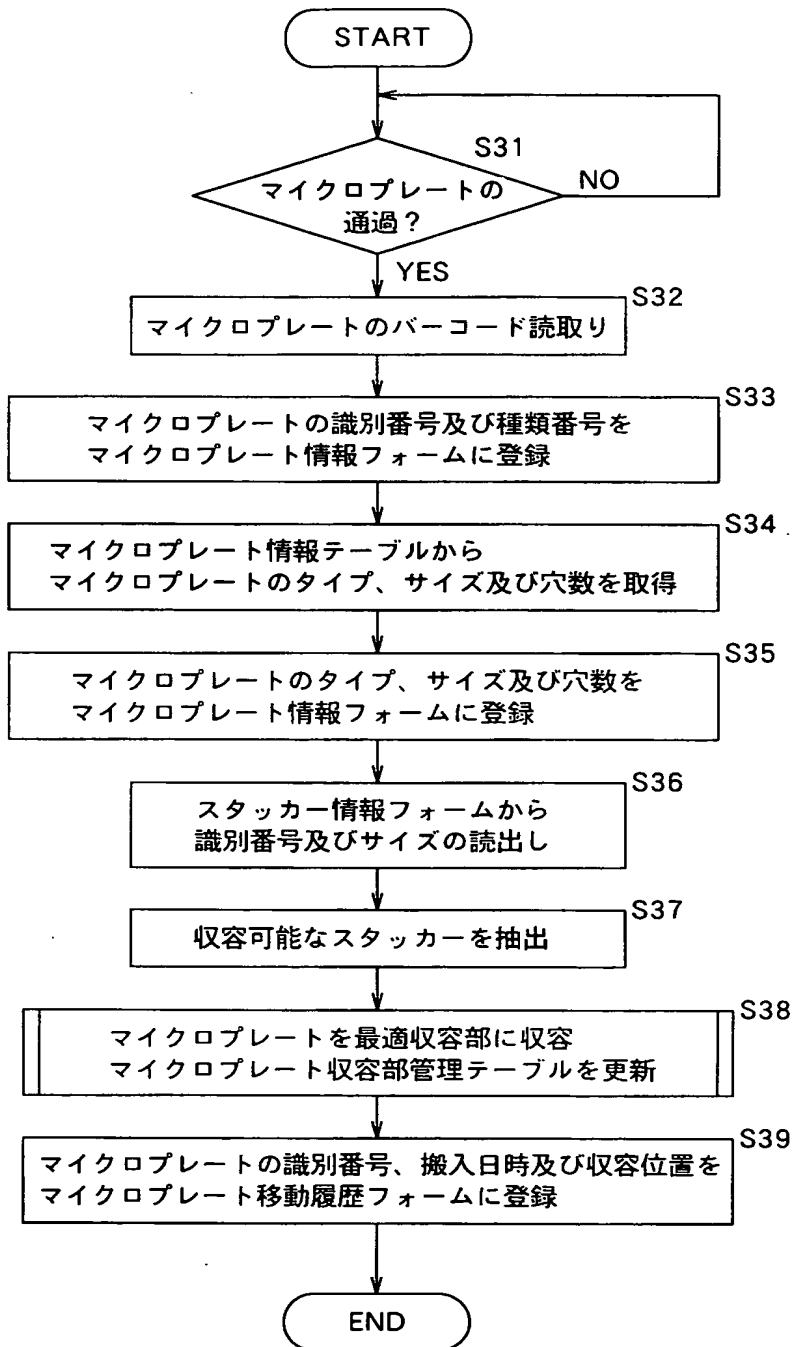 START
S31
マイクロプレートの
通過？
NO
YES
S32
マイクロプレートのバーコード読取り
S33
マイクロプレートの識別番号及び種類番号を
マイクロプレート情報フォームに登録
S34
マイクロプレート情報テーブルから
マイクロプレートのタイプ、サイズ及び穴数を取得
S35
マイクロプレートのタイプ、サイズ及び穴数を
マイクロプレート情報フォームに登録
S36
スタッカー情報フォームから
識別番号及びサイズの読出し
S37
収容可能なスタッカーを抽出
S38
マイクロプレートを最適収容部に収容
マイクロプレート収容部管理テーブルを更新
S39
マイクロプレートの識別番号、搬入日時及び収容位置を
マイクロプレート移動履歴フォームに登録
END